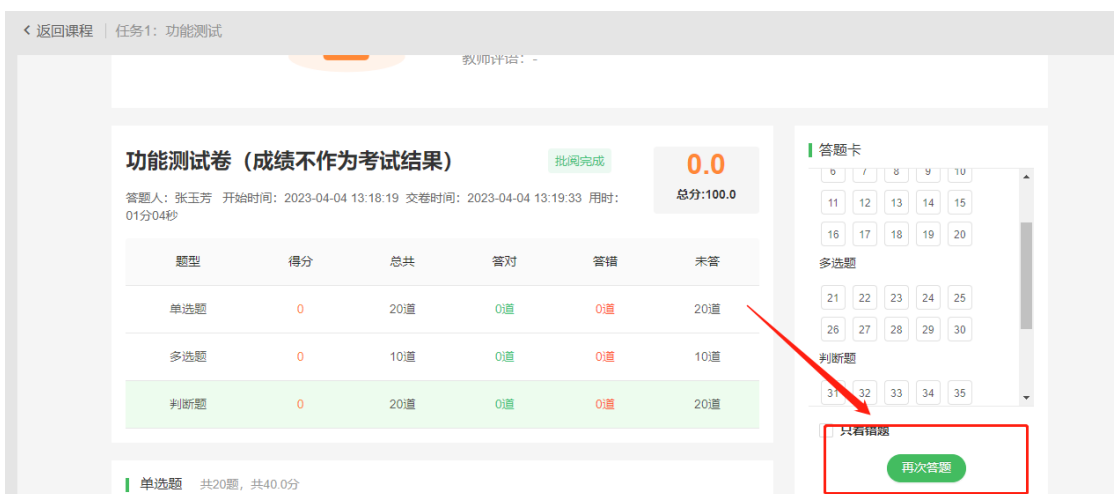 返回课程 任务1：功能测试
教师评语：-
功能测试卷（成绩不作为考试结果） 批阅完成 0.0
总分:100.0
答题人：张玉芳 开始时间：2023-04-04 13:18:19 交卷时间：2023-04-04 13:19:33 用时：
01分04秒
题型 得分 总共 答对 答错 未答
单选题 0 20道 0道 0道 20道
多选题 0 10道 0道 0道 10道
判断题 0 20道 0道 0道 20道
单选题 共20题，共40.0分
答题卡
6 7 8 9 10
11 12 13 14 15
16 17 18 19 20
多选题
21 22 23 24 25
26 27 28 29 30
判断题
31 32 33 34 35
只看错题
再次答题